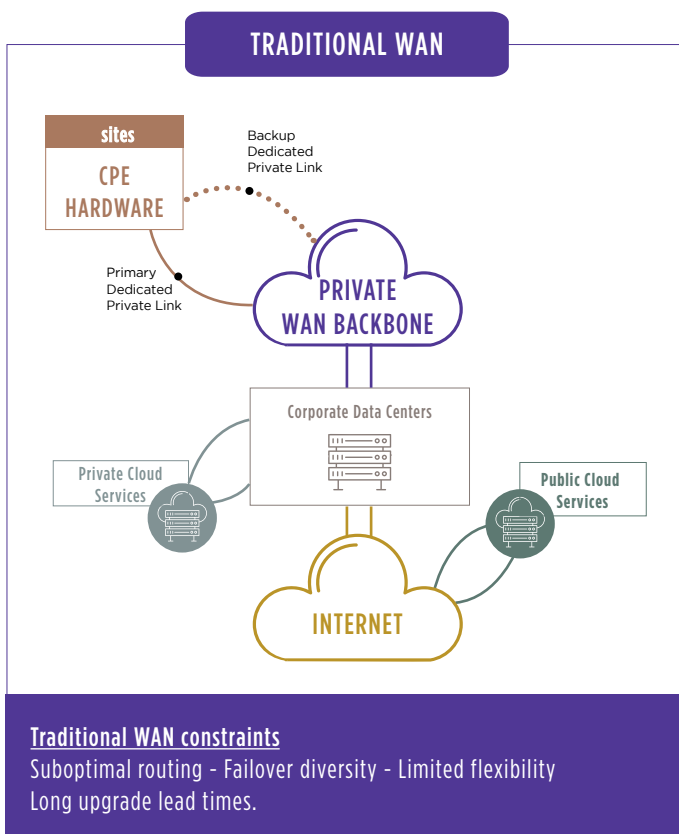 TRADITIONAL WAN
sites
CPE
HARDWARE
Backup
Dedicated
Private Link
Primary
Dedicated
Private Link
PRIVATE
WAN BACKBONE
Corporate Data Centers
Private Cloud
Services
Public Cloud
Services
INTERNET
Traditional WAN constraints
Suboptimal routing - Failover diversity - Limited flexibility
Long upgrade lead times.